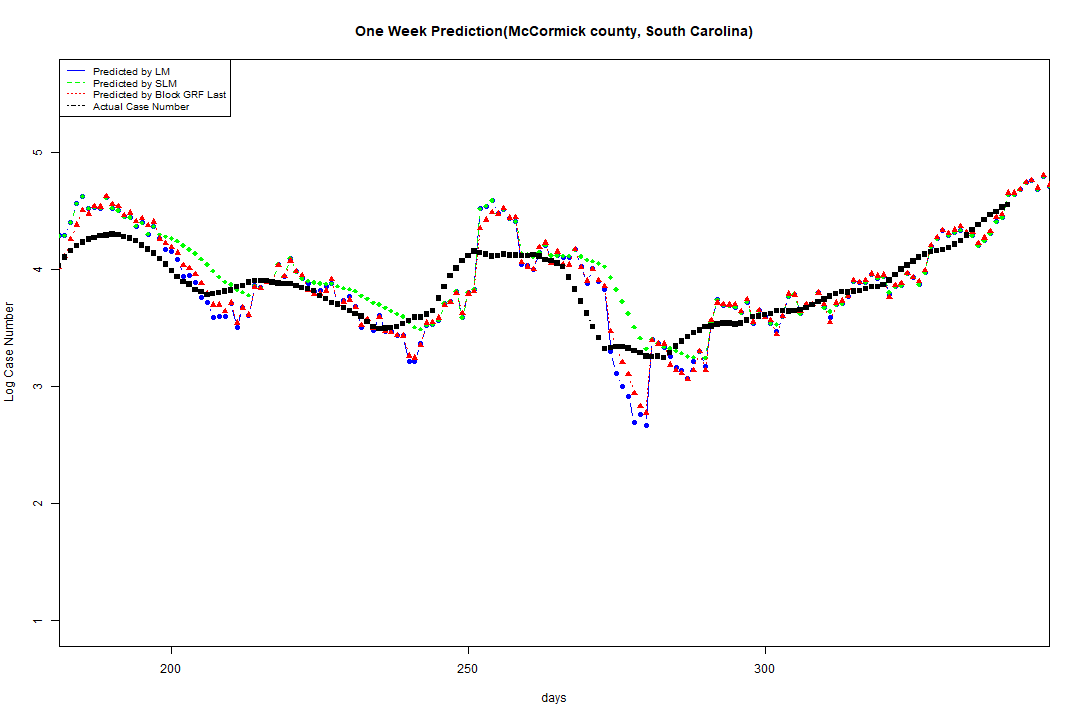 One Week Prediction(McCormick county, South Carolina)
Predicted by LM
Predicted by SLM
Predicted by Block GRF Last
Actual Case Number
5
4
3
2
1
Log Case Number
200 250 300
days